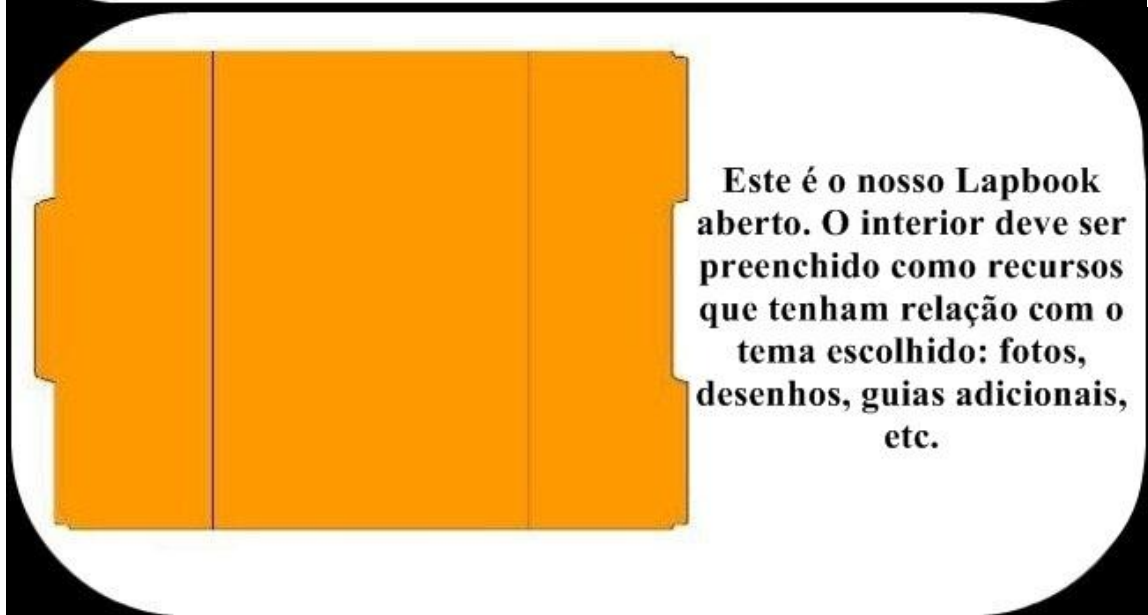 Este é o nosso Lapbook
aberto. O interior deve ser
preenchido como recursos
que tenham relação com o
tema escolhido: fotos,
desenhos, guias adicionais,
etc.